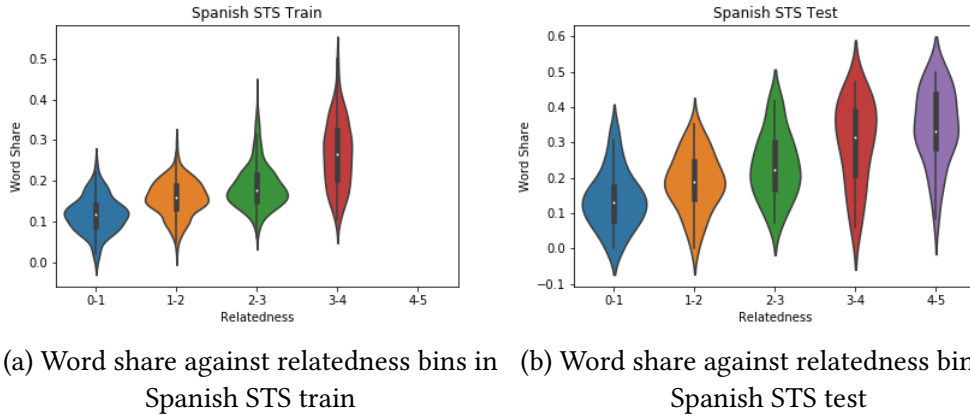 Spanish STS Train
Word Share
0.5
0.4
0.3
0.2
0.1
0.0
0-1 1-2 2-3 3-4 4-5
Relatedness
Spanish STS Test
Word Share
0.6
0.5
0.4
0.3
0.2
0.1
0.0
−0.1
0-1 1-2 2-3 3-4 4-5
Relatedness
(a) Word share against relatedness bins in
Spanish STS train
(b) Word share against relatedness bin
Spanish STS test